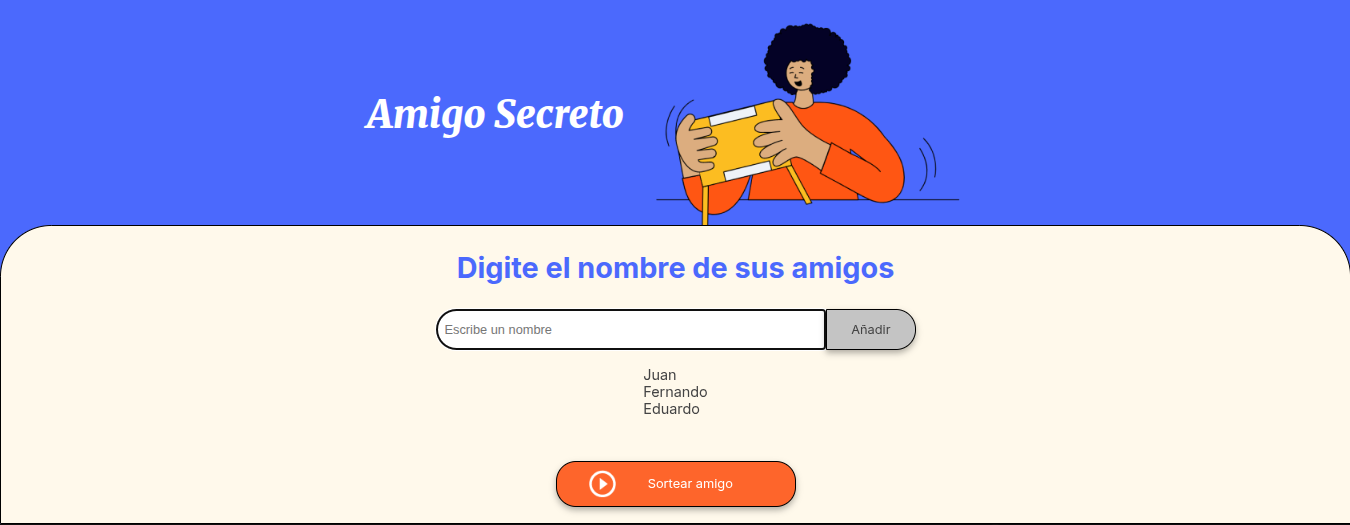 Amigo Secreto
Digite el nombre de sus amigos
Escribe un nombre
Añadir
Juan
Fernando
Eduardo
Sortear amigo